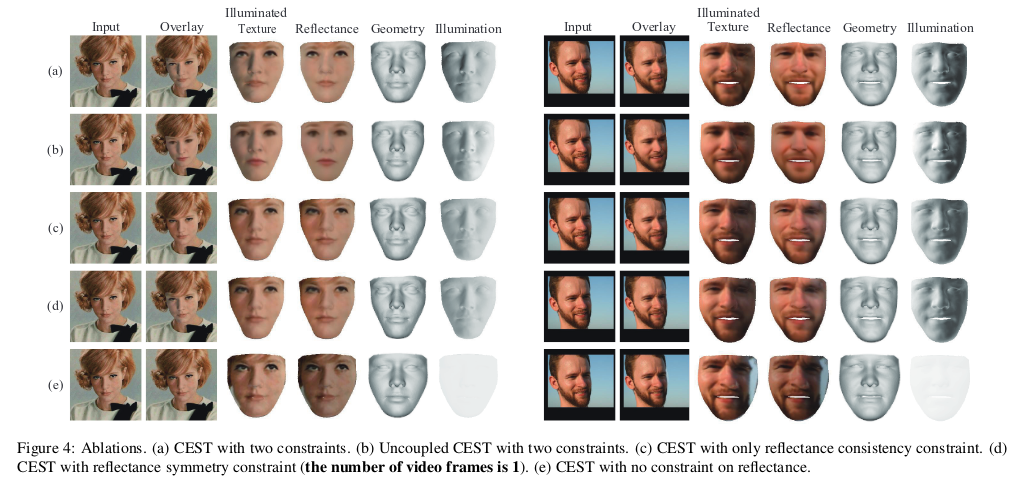 Input Overlay Illuminated Texture Reflectance Geometry Illumination Input Overlay Illuminated Texture Reflectance Geometry Illumination
(a)
(b)
(c)
(d)
(e)
Figure 4: Ablations. (a) CEST with two constraints. (b) Uncoupled CEST with two constraints. (c) CEST with only reflectance consistency constraint. (d)
CEST with reflectance symmetry constraint (the number of video frames is 1). (e) CEST with no constraint on reflectance.